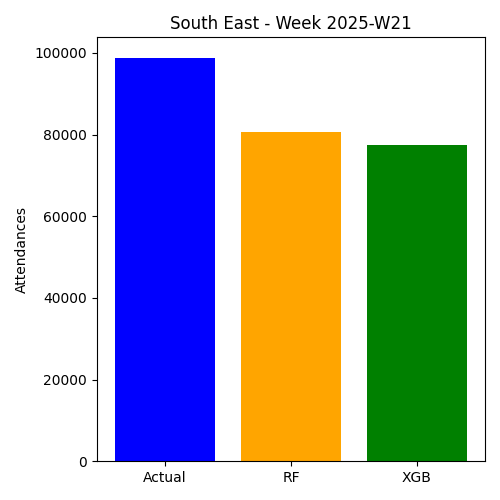 South East - Week 2025-W21
100000
80000
60000
40000
20000
0
Attendances
Actual
RF
XGB